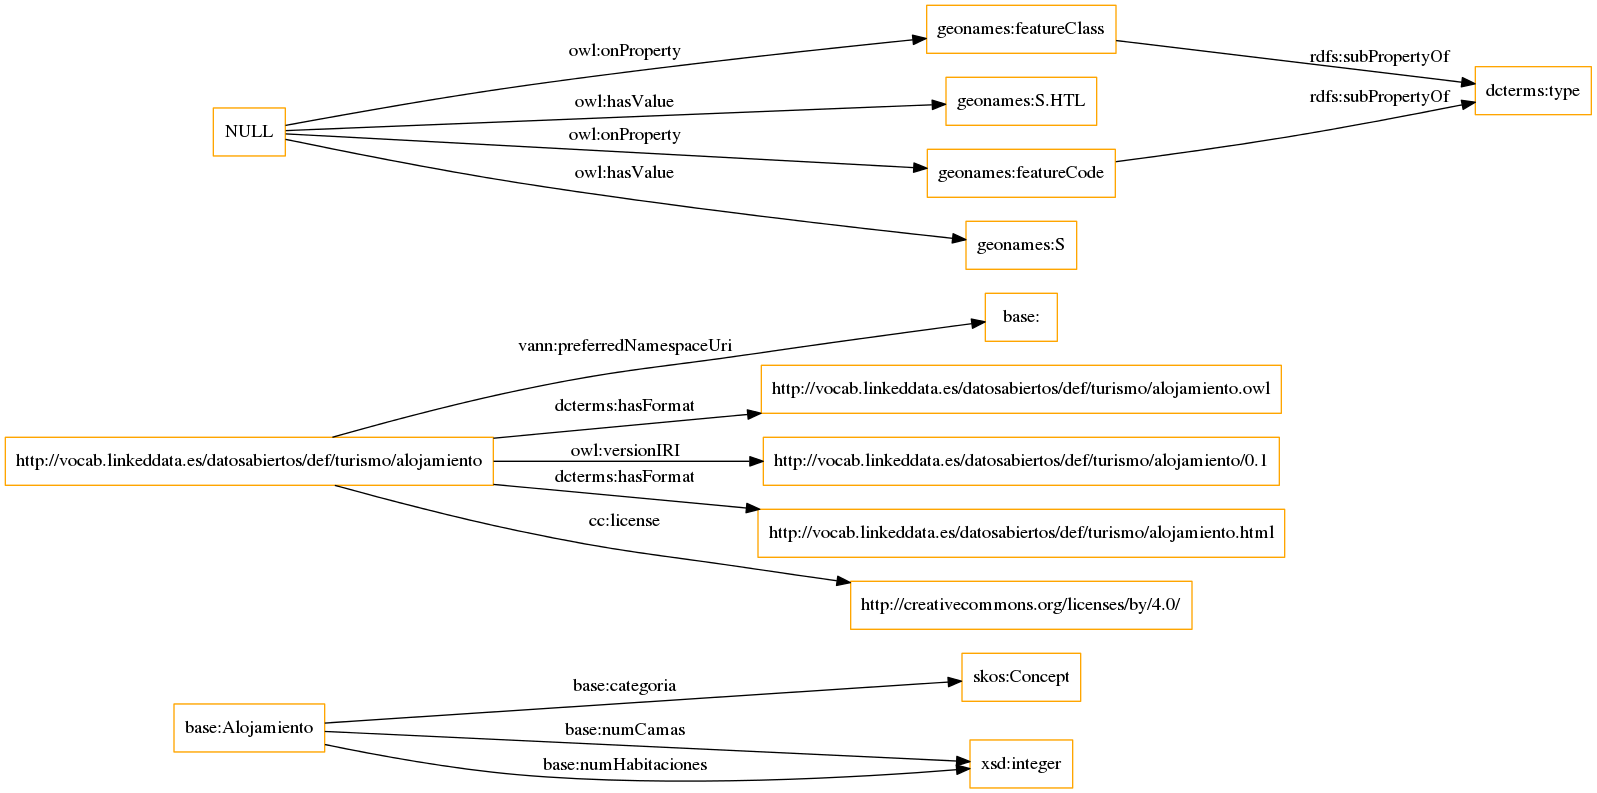 geonames:featureClass
owl:onProperty
rdfs:subPropertyOf
dcterms:type
owl:hasValue
geonames:S.HTL
rdfs:subPropertyOf
NULL
owl:onProperty
geonames:featureCode
owl:hasValue
geonames:S
base:
vann:preferredNamespaceUri
http://vocab.linkeddata.es/datosabiertos/def/turismo/alojamiento.owl
dcterms:hasFormat
owl:versionIRI
http://vocab.linkeddata.es/datosabiertos/def/turismo/alojamiento
http://vocab.linkeddata.es/datosabiertos/def/turismo/alojamiento/0.1
dcterms:hasFormat
cc:license
http://vocab.linkeddata.es/datosabiertos/def/turismo/alojamiento.html
http://creativecommons.org/licenses/by/4.0/
base:categoria
skos:Concept
base:Alojamiento
base:numCamas
base:numHabitaciones
xsd:integer